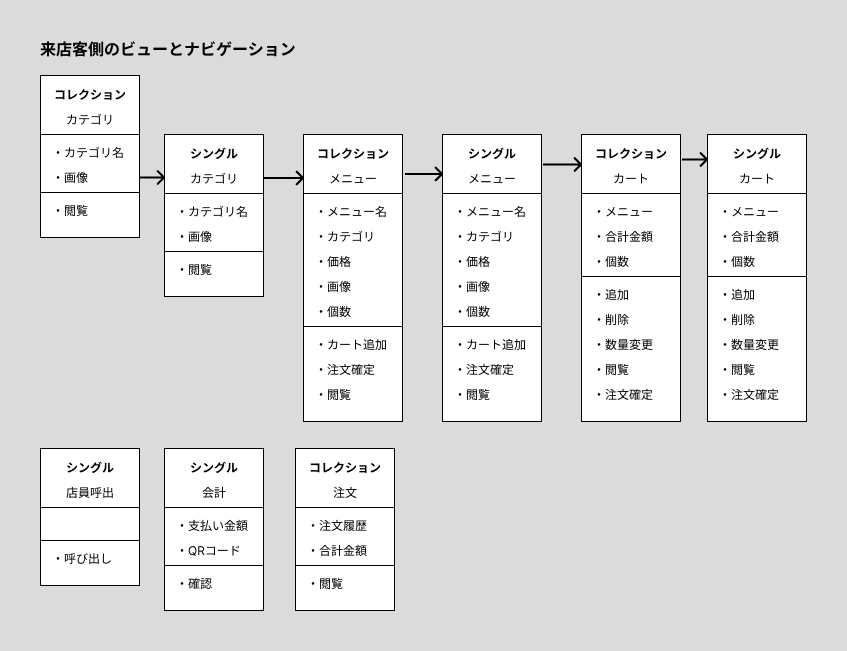 来店客側のビューとナビゲーション
コレクション
カテゴリ
・カテゴリ名
・画像
・閲覧
シングル
カテゴリ
・カテゴリ名
・画像
・閲覧
コレクション
メニュー
・メニュー名
・カテゴリ
・価格
・画像
・個数
・カート追加
・注文確定
・閲覧
シングル
メニュー
・メニュー名
・カテゴリ
・価格
・画像
・個数
・カート追加
・注文確定
・閲覧
コレクション
カート
・メニュー
・合計金額
・個数
・追加
・削除
・数量変更
・閲覧
・注文確定
シングル
カート
・メニュー
・合計金額
・個数
・追加
・削除
・数量変更
・閲覧
・注文確定
シングル
店員呼出
・呼び出し
シングル
会計
・支払い金額
・QRコード
・確認
コレクション
注文
・注文履歴
・合計金額
・閲覧